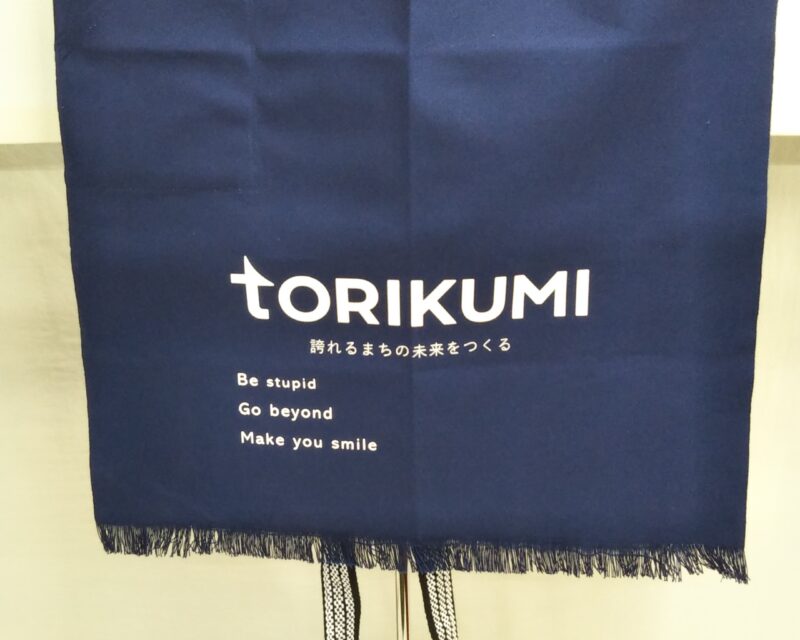 tORIKUMI
誇れるまちの未来をつくる
Be stupid
Go beyond
Make you smile